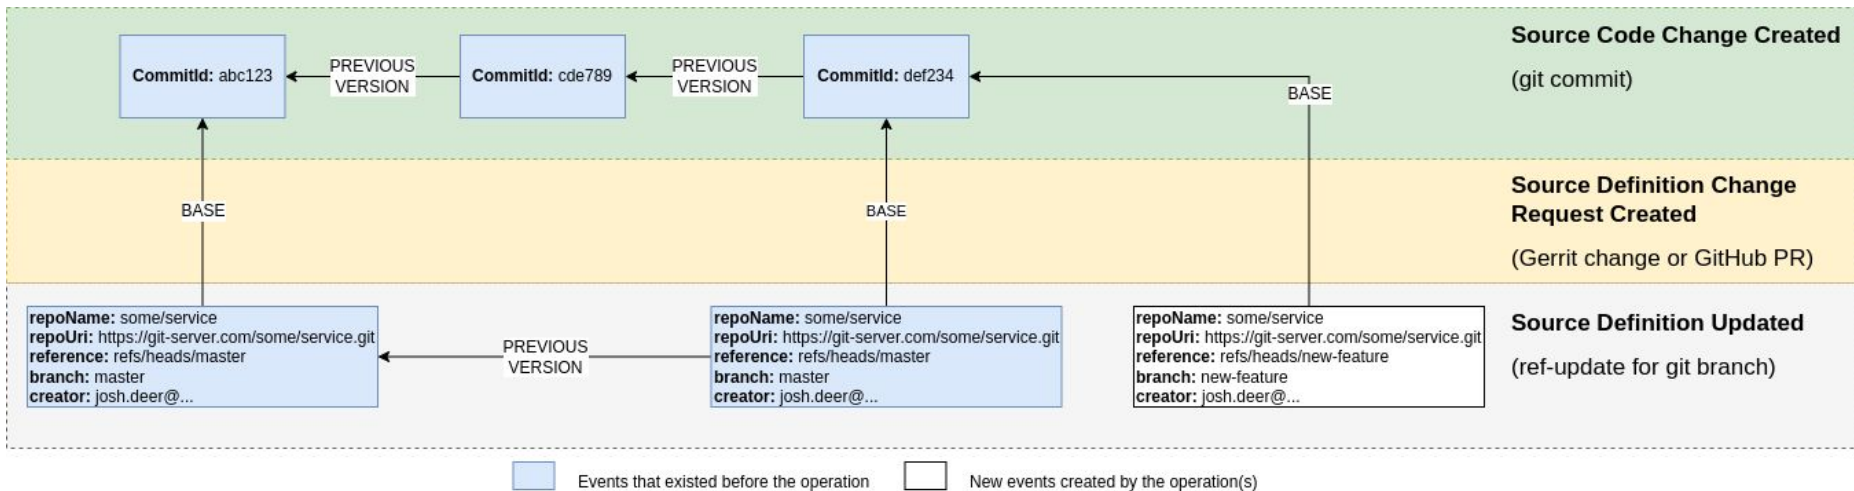 Source Code Change Created
(git commit)
CommitId: abc123
PREVIOUS
VERSION
CommitId: cde789
PREVIOUS
VERSION
CommitId: def234
BASE
Source Definition Change
Request Created
(Gerrit change or GitHub PR)
BASE
BASE
Source Definition Updated
(ref-update for git branch)
repoName: some/service
repoUri: https://git-server.com/some/service.git
reference: refs/heads/master
branch: master
creator: josh.deer@...
PREVIOUS
VERSION
repoName: some/service
repoUri: https://git-server.com/some/service.git
reference: refs/heads/master
branch: master
creator: josh.deer@...
repoName: some/service
repoUri: https://git-server.com/some/service.git
reference: refs/heads/new-feature
branch: new-feature
creator: josh.deer@...
Events that existed before the operation
New events created by the operation(s)